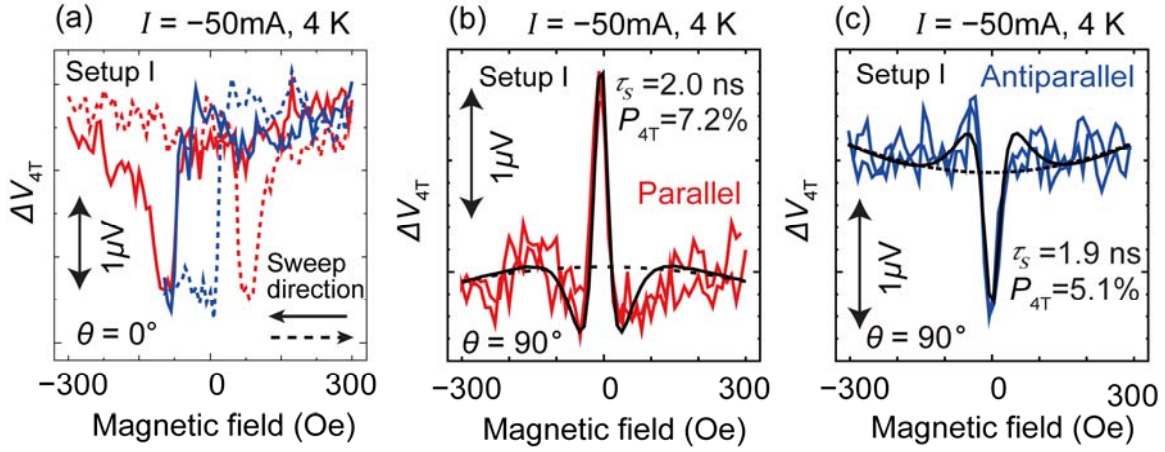 (a) I = −50mA, 4 K
Setup I
ΔV4T
1μV
Sweep
direction
θ = 0°
−300 0 300
Magnetic field (Oe)
(b) I = −50mA, 4 K
Setup I
τS=2.0 ns
P4T=7.2%
ΔV4T
1μV
Parallel
θ = 90°
−300 0 300
Magnetic field (Oe)
(c) I = −50mA, 4 K
Setup I Antiparallel
ΔV4T
1μV
τS=1.9 ns
P4T=5.1%
θ = 90°
−300 0 300
Magnetic field (Oe)